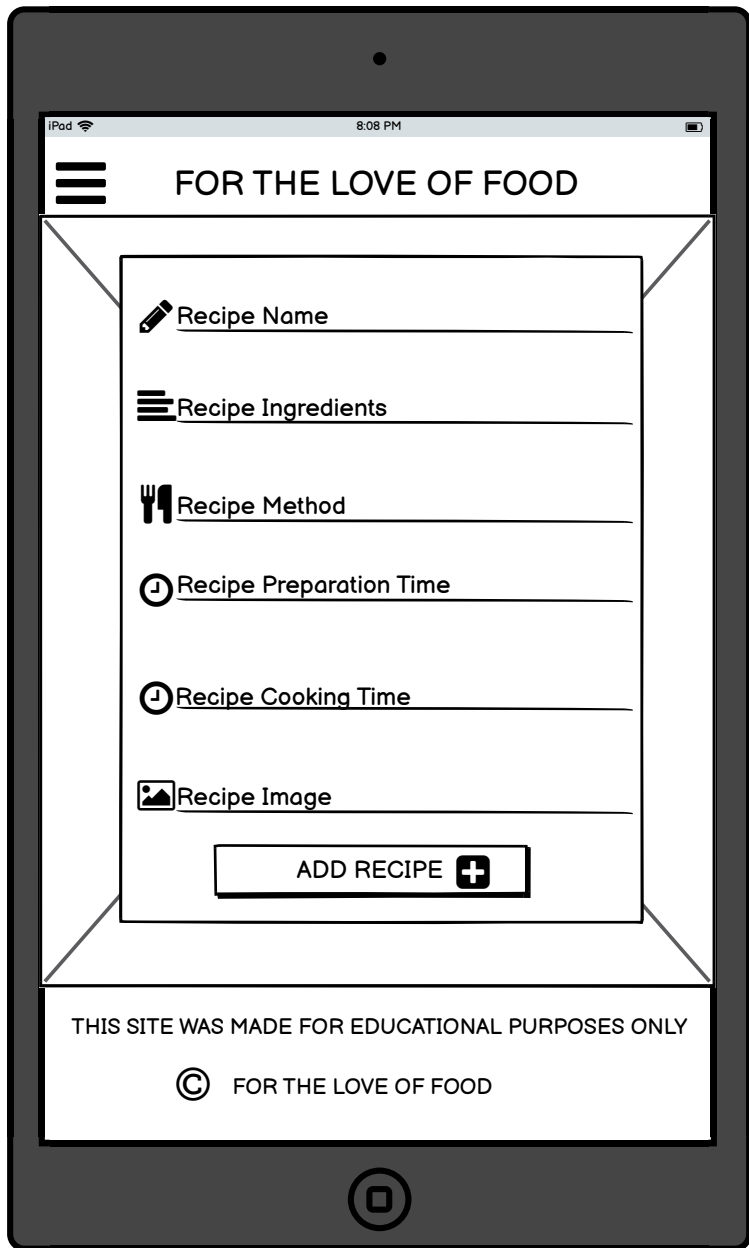 iPad 8:08 PM
FOR THE LOVE OF FOOD
Recipe Name
Recipe Ingredients
Recipe Method
Recipe Preparation Time
Recipe Cooking Time
Recipe Image
ADD RECIPE
THIS SITE WAS MADE FOR EDUCATIONAL PURPOSES ONLY
© FOR THE LOVE OF FOOD